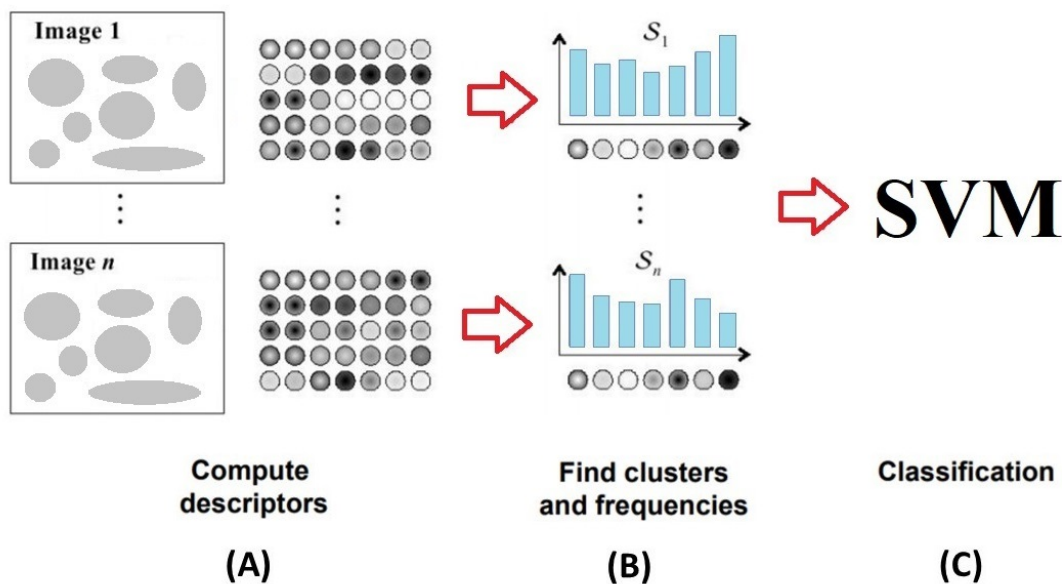 Image 1
S1
SVM
Image n
Sn
Compute
descriptors
Find clusters
and frequencies
Classification
(A)
(B)
(C)